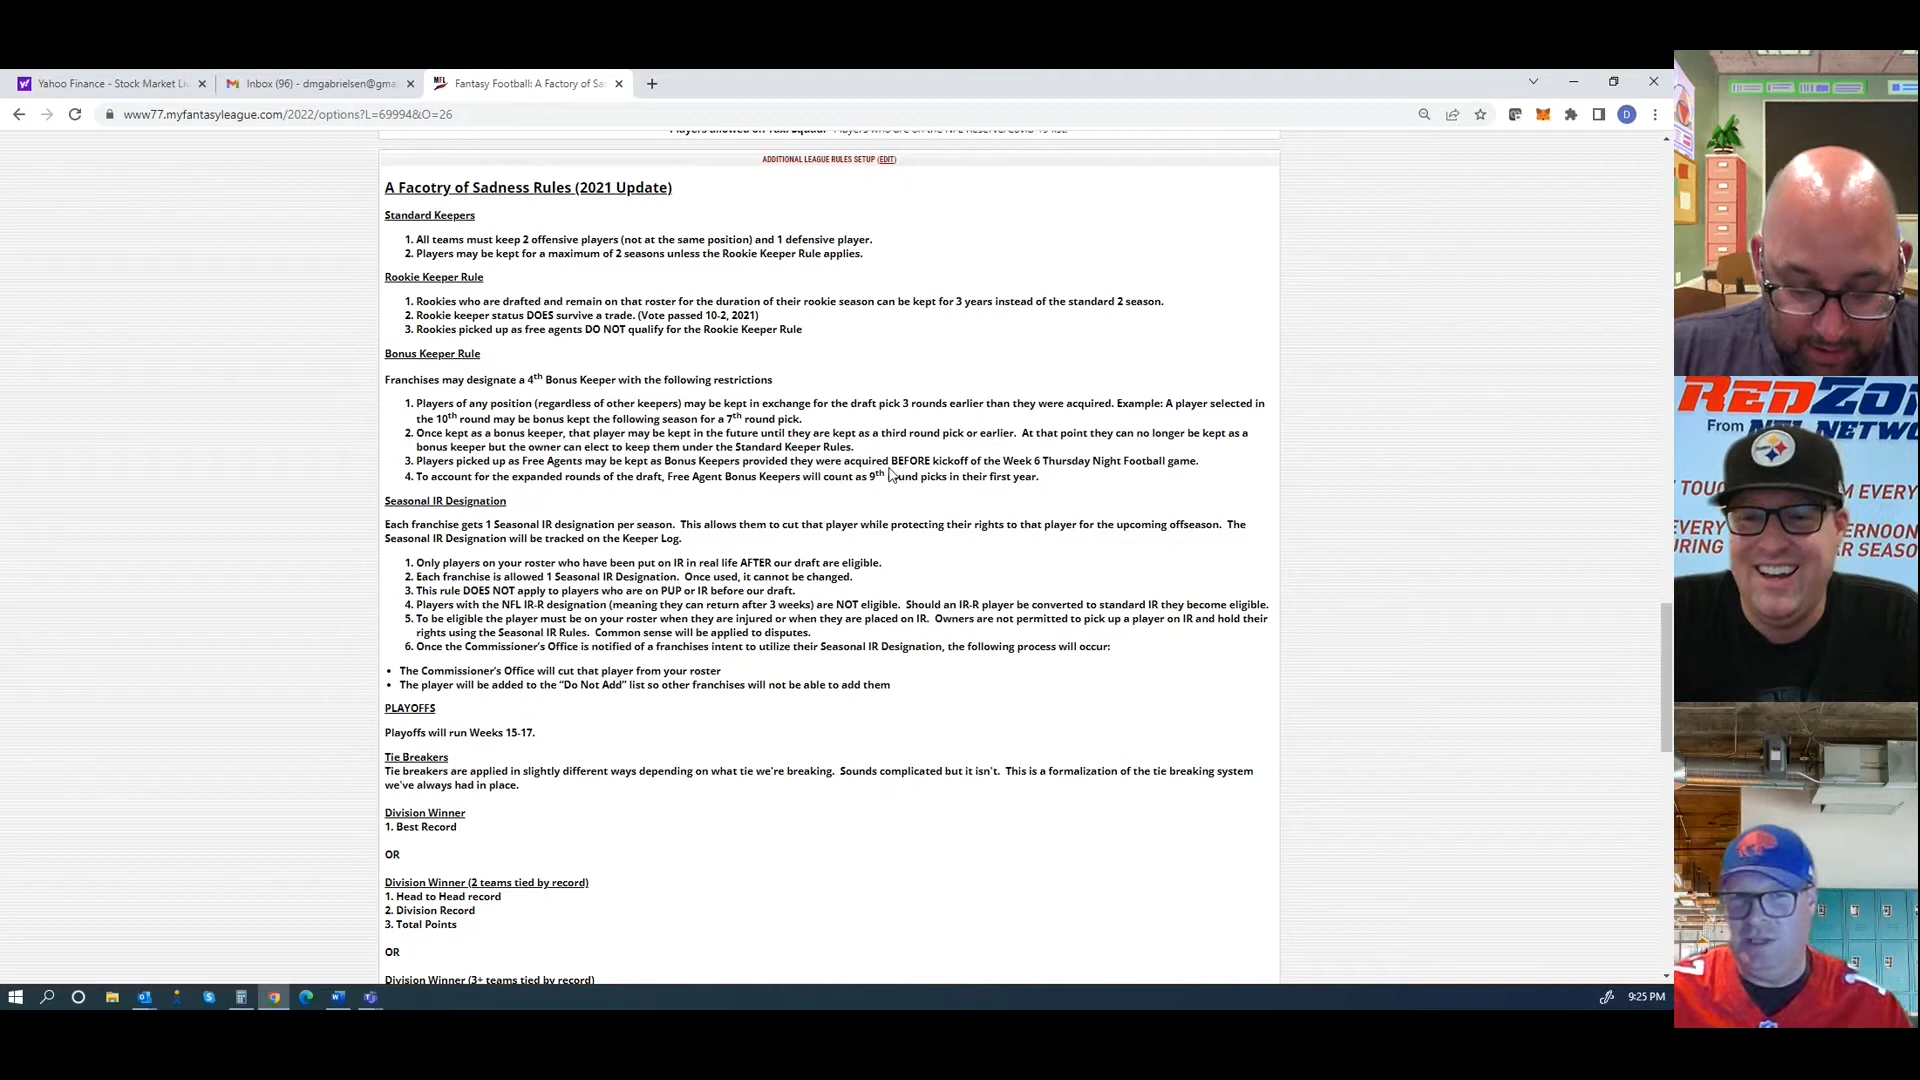 Yahoo Finance - Stock Market Li
Inbox (96) - dmgabrielsen@gma
MFL
Fantasy Football: A Factory of Sa
www77.myfantasyleague.com/2022/options?L=69994&O=26
D
ADDITIONAL LEAGUE RULES SETUP (EDIT)
A Facotry of Sadness Rules (2021 Update)
Standard Keepers
1. All teams must keep 2 offensive players (not at the same position) and 1 defensive player.
2. Players may be kept for a maximum of 2 seasons unless the Rookie Keeper Rule applies.
Rookie Keeper Rule
1. Rookies who are drafted and remain on that roster for the duration of their rookie season can be kept for 3 years instead of the standard 2 season.
2. Rookie keeper status DOES survive a trade. (Vote passed 10-2, 2021)
3. Rookies picked up as free agents DO NOT qualify for the Rookie Keeper Rule
Bonus Keeper Rule
Franchises may designate a 4th Bonus Keeper with the following restrictions
1. Players of any position (regardless of other keepers) may be kept in exchange for the draft pick 3 rounds earlier than they were acquired. Example: A player selected in
the 10th round may be bonus kept the following season for a 7th round pick.
2. Once kept as a bonus keeper, that player may be kept in the future until they are kept as a third round pick or earlier. At that point they can no longer be kept as a
bonus keeper but the owner can elect to keep them under the Standard Keeper Rules.
3. Players picked up as Free Agents may be kept as Bonus Keepers provided they were acquired BEFORE kickoff of the Week 6 Thursday Night Football game.
4. To account for the expanded rounds of the draft, Free Agent Bonus Keepers will count as 9th round picks in their first year.
Seasonal IR Designation
Each franchise gets 1 Seasonal IR designation per season. This allows them to cut that player while protecting their rights to that player for the upcoming offseason. The
Seasonal IR Designation will be tracked on the Keeper Log.
1. Only players on your roster who have been put on IR in real life AFTER our draft are eligible.
2. Each franchise is allowed 1 Seasonal IR Designation. Once used, it cannot be changed.
3. This rule DOES NOT apply to players who are on PUP or IR before our draft.
4. Players with the NFL IR-R designation (meaning they can return after 3 weeks) are NOT eligible. Should an IR-R player be converted to standard IR they become eligible.
5. To be eligible the player must be on your roster when they are injured or when they are placed on IR. Owners are not permitted to pick up a player on IR and hold their
rights using the Seasonal IR Rules. Common sense will be applied to disputes.
6. Once the Commissioner's Office is notified of a franchises intent to utilize their Seasonal IR Designation, the following process will occur:
• The Commissioner's Office will cut that player from your roster
• The player will be added to the "Do Not Add" list so other franchises will not be able to add them
PLAYOFFS
Playoffs will run Weeks 15-17.
Tie Breakers
Tie breakers are applied in slightly different ways depending on what tie we're breaking. Sounds complicated but it isn't. This is a formalization of the tie breaking system
we've always had in place.
Division Winner
1. Best Record
OR
Division Winner (2 teams tied by record)
1. Head to Head record
2. Division Record
3. Total Points
OR
Division Winner (3+ teams tied by record)
9:25 PM
REDZO
From NFL NETW
TOU
M EVERY
EVERY
ERNOON
URING
AR SEASO
Steelers